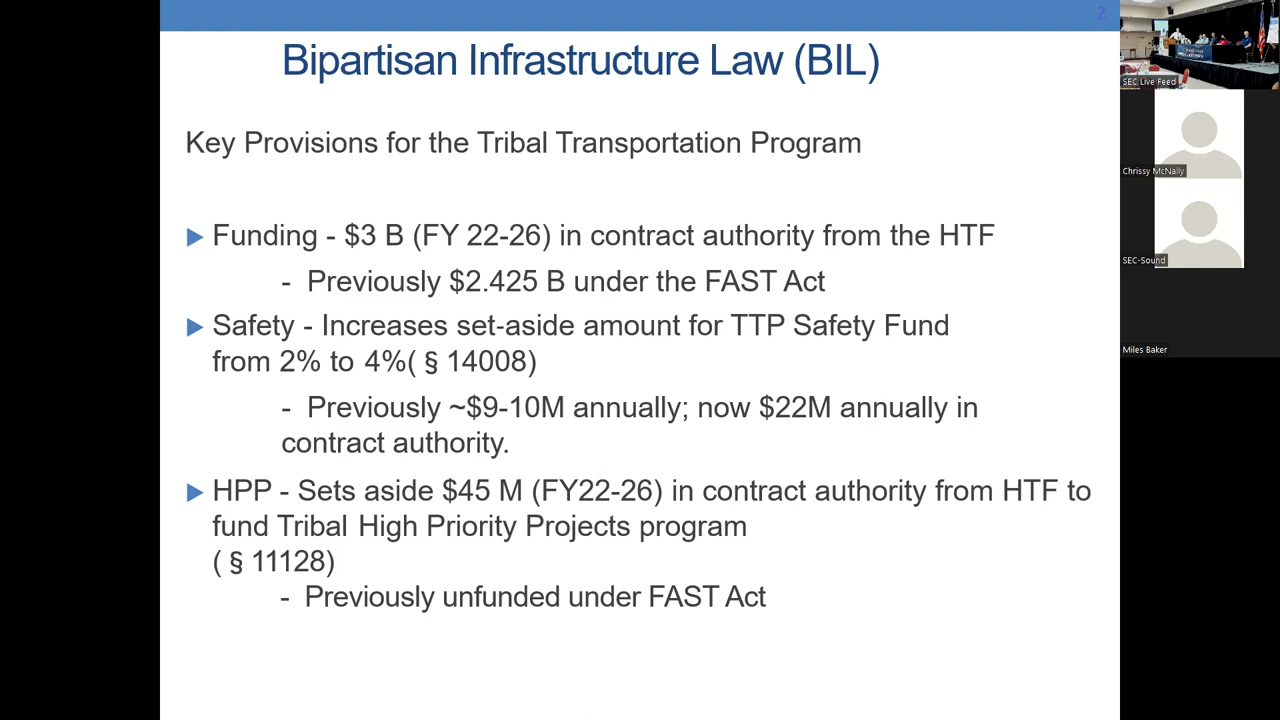 2
Bipartisan Infrastructure Law (BIL)
Key Provisions for the Tribal Transportation Program
Funding - $3 B (FY 22-26) in contract authority from the HTF
- Previously $2.425 B under the FAST Act
Safety - Increases set-aside amount for TTP Safety Fund
from 2% to 4%( § 14008)
- Previously ~$9-10M annually; now $22M annually in
contract authority.
HPP - Sets aside $45 M (FY22-26) in contract authority from HTF to
fund Tribal High Priority Projects program
( § 11128)
- Previously unfunded under FAST Act
SEC Live Feed
Chrissy McNally
SEC-Sound
Miles Baker